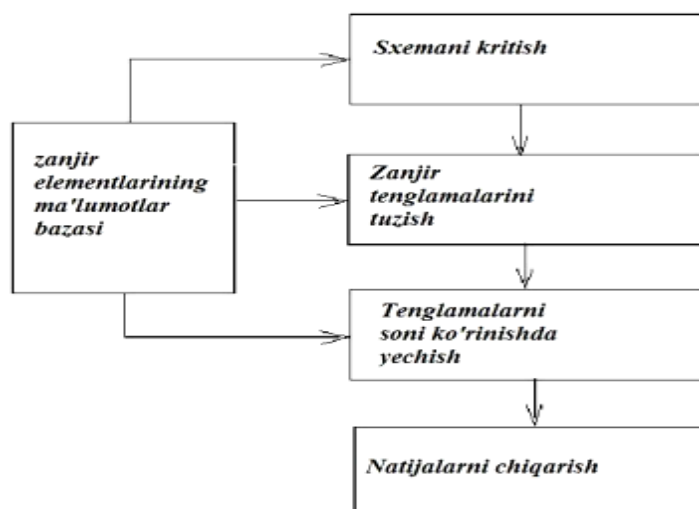 Sxemani kritish
zanjir
elementlarining
ma'lumotlar
bazasi
Zanjir
tenglamalarini
tuzish
Tenglamalarni
soni ko'rinishda
yechish
Natijalarni chiqarish